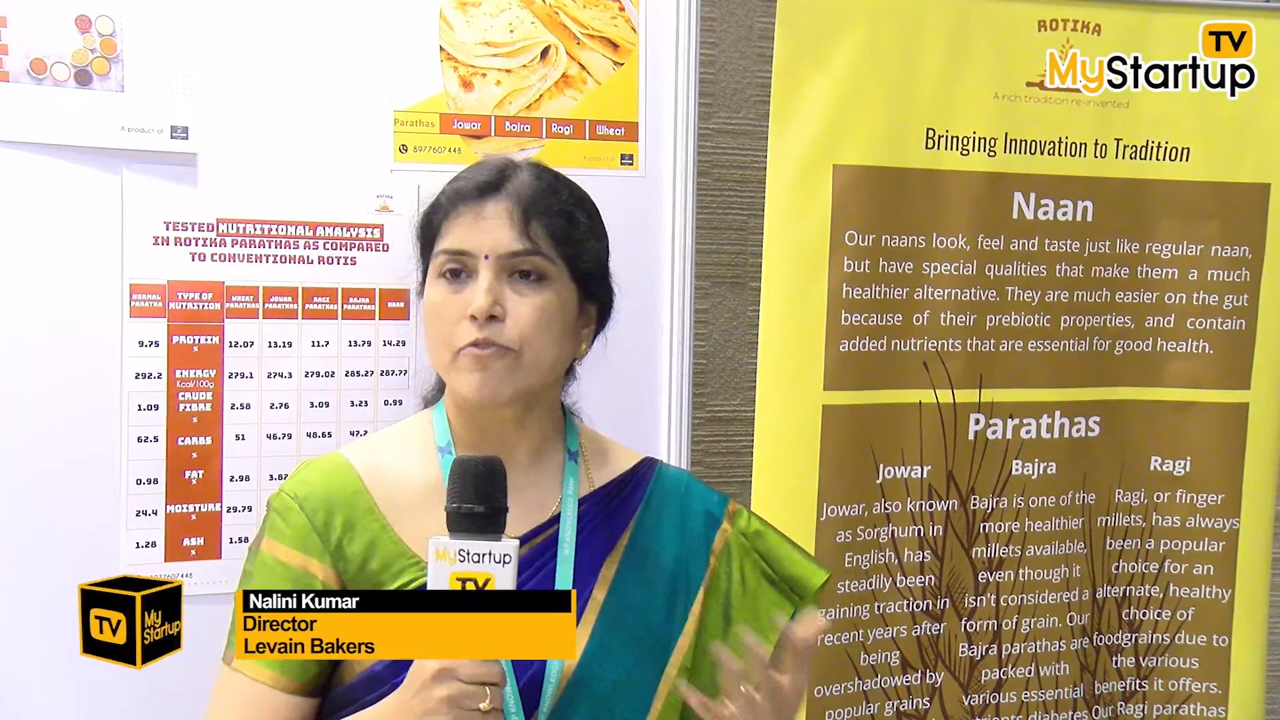 A product of
Parathas Jowar Bajra Ragi Wheat
8977607448
ROTIKA
A rich tradition re-invented
TV
MyStartup
Bringing Innovation to Tradition
Naan
Our naans look, feel and taste just like regular naan,
but have special qualities that make them a much
healthier alternative. They are much easier on the gut
because of their prebiotic properties, and contain
added nutrients that are essential for good health.
Parathas
Jowar
Jowar, also known
as Sorghum in
English, has
steadily been
gaining traction in
recent years after
being
overshadowed by
popular grains
Bajra
Bajra is one of the
more healthier
millets available,
even though it
isn't considered a
form of grain. Our
Bajra parathas are
packed with
various essential
diabetes
Ragi
Ragi, or finger
millets, has always
been a popular
choice for an
alternate, healthy
choice of
foodgrains due to
the various
benefits it offers.
Our Ragi parathas
ROTIKA
TESTED NUTRITIONAL ANALYSIS
IN ROTIKA PARATHAS AS COMPARED
TO CONVENTIONAL ROTIS
NORMAL PARATHA TYPE OF NUTRITION WHEAT PARATHAS JOWAR PARATHAS RAGI PARATHAS BAJRA PARATHAS NAAN
9.75 PROTEIN % 12.07 13.19 11.7 13.79 14.29
292.2 ENERGY Kcal/100g 279.1 274.3 279.02 285.27 287.77
1.09 CRUDE FIBRE % 2.58 2.76 3.09 3.23 0.99
62.5 CARBS % 51 46.79 48.65 47.2
0.98 FAT % 2.98 3.82
24.4 MOISTURE % 29.79
1.28 ASH % 1.58
8977607448
MyStartup
TV
TV
My
Startup
Nalini Kumar
Director
Levain Bakers